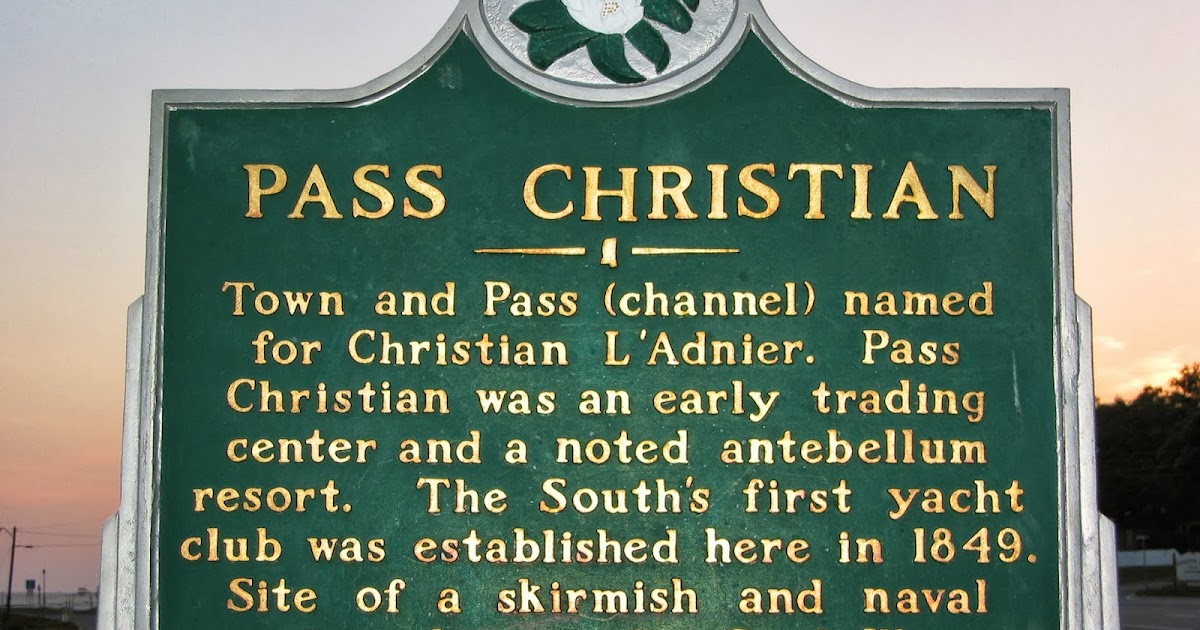 PASS CHRISTIAN
Town and Pass (channel) named
for Christian L'Adnier. Pass
Christian was an early trading
center and a noted antebellum
resort. The South's first yacht
club was established here in 1849.
Site of a skirmish and naval